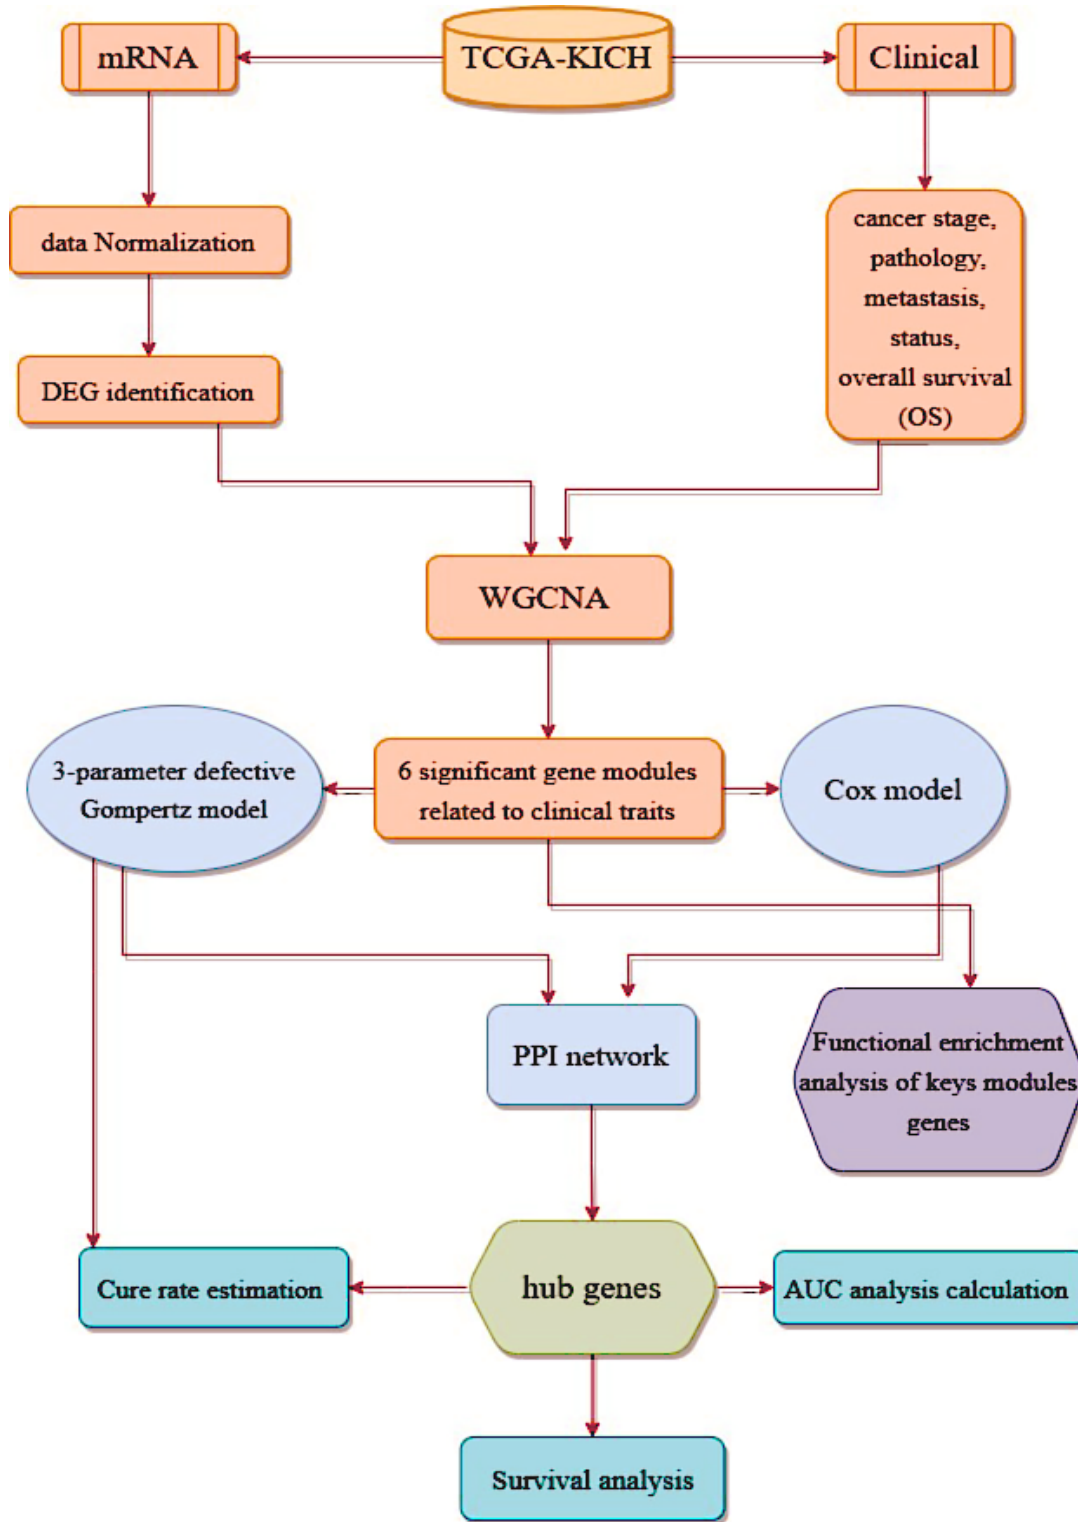 mRNA
TCGA-KICH
Clinical
data Normalization
cancer stage,
pathology,
metastasis,
status,
overall survival
(OS)
DEG identification
WGCNA
3-parameter defective
Gompertz model
6 significant gene modules
related to clinical traits
Cox model
PPI network
Functional enrichment
analysis of keys modules
genes
Cure rate estimation
hub genes
AUC analysis calculation
Survival analysis